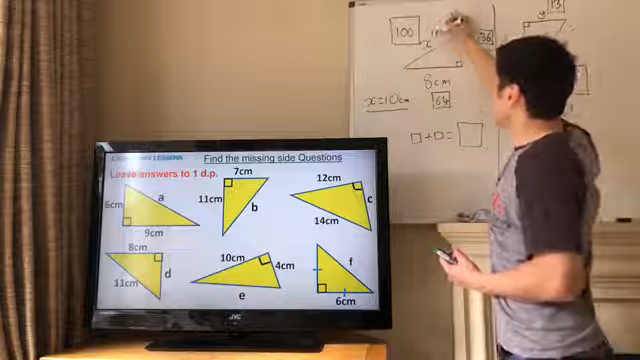 Find the missing side Questions
Leave answers to 1 d.p.
6cm
a
9cm
7cm
11cm
b
12cm
14cm
c
8cm
11cm
d
10cm
4cm
e
f
6cm
JVC
100
x
36
8cm
x=10cm
64
□+□=□
y
13